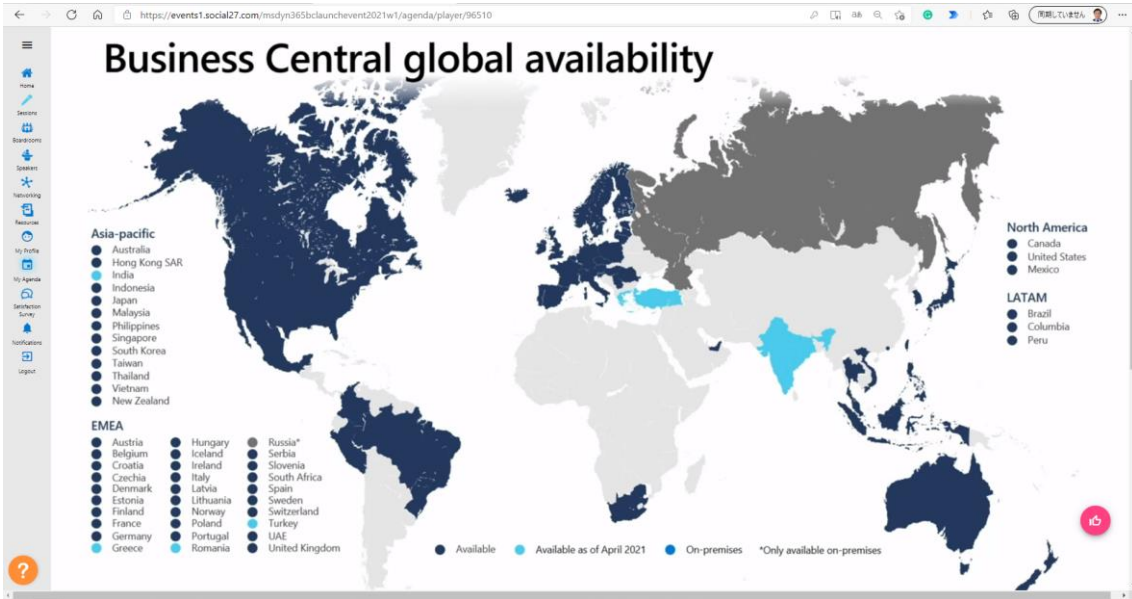 https://events1.social27.com/msdyn365bclaunchevent2021w1/agenda/player/96510
同期していません
Home
Sessions
Boardrooms
Speakers
Networking
Resources
My Profile
My Agenda
Satisfaction
Survey
Notifications
Logout
Business Central global availability
Asia-pacific
Australia
Hong Kong SAR
India
Indonesia
Japan
Malaysia
Philippines
Singapore
South Korea
Taiwan
Thailand
Vietnam
New Zealand
EMEA
Austria
Belgium
Croatia
Czechia
Denmark
Estonia
Finland
France
Germany
Greece
Hungary
Iceland
Ireland
Italy
Latvia
Lithuania
Norway
Poland
Portugal
Romania
Russia*
Serbia
Slovenia
South Africa
Spain
Sweden
Switzerland
Turkey
UAE
United Kingdom
North America
Canada
United States
Mexico
LATAM
Brazil
Columbia
Peru
Available
Available as of April 2021
On-premises
*Only available on-premises
?